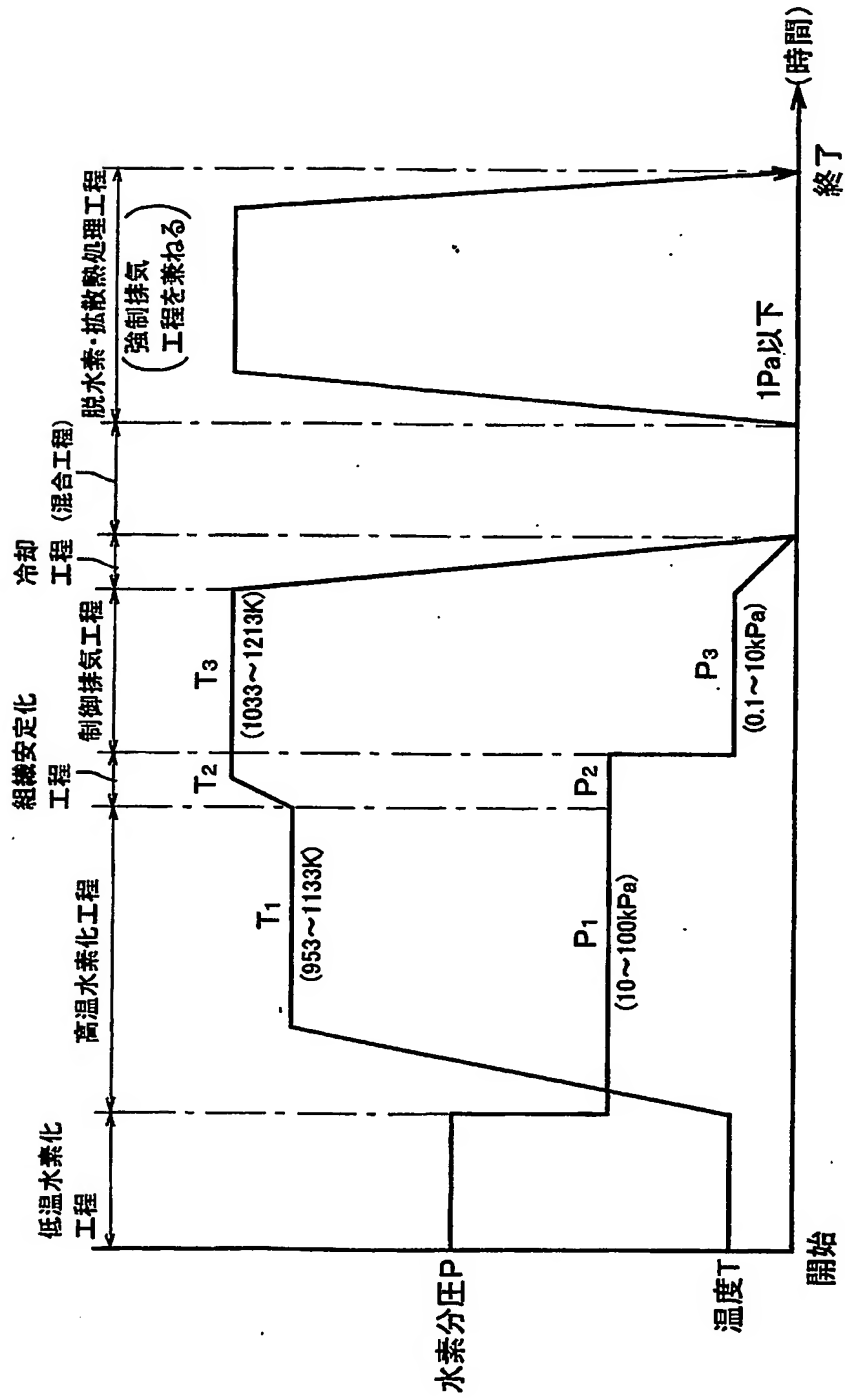 低温水素化
工程
高温水素化工程
組織安定化
工程
制御排気工程
冷却
工程
(混合工程)
脱水素・拡散熱処理工程
(強制排気
工程を兼ねる)
T1
(953～1133K)
T2
T3
(1033～1213K)
水素分圧P
P1
(10～100kPa)
P2
P3
(0.1～10kPa)
1Pa以下
温度T
開始
終了
(時間)